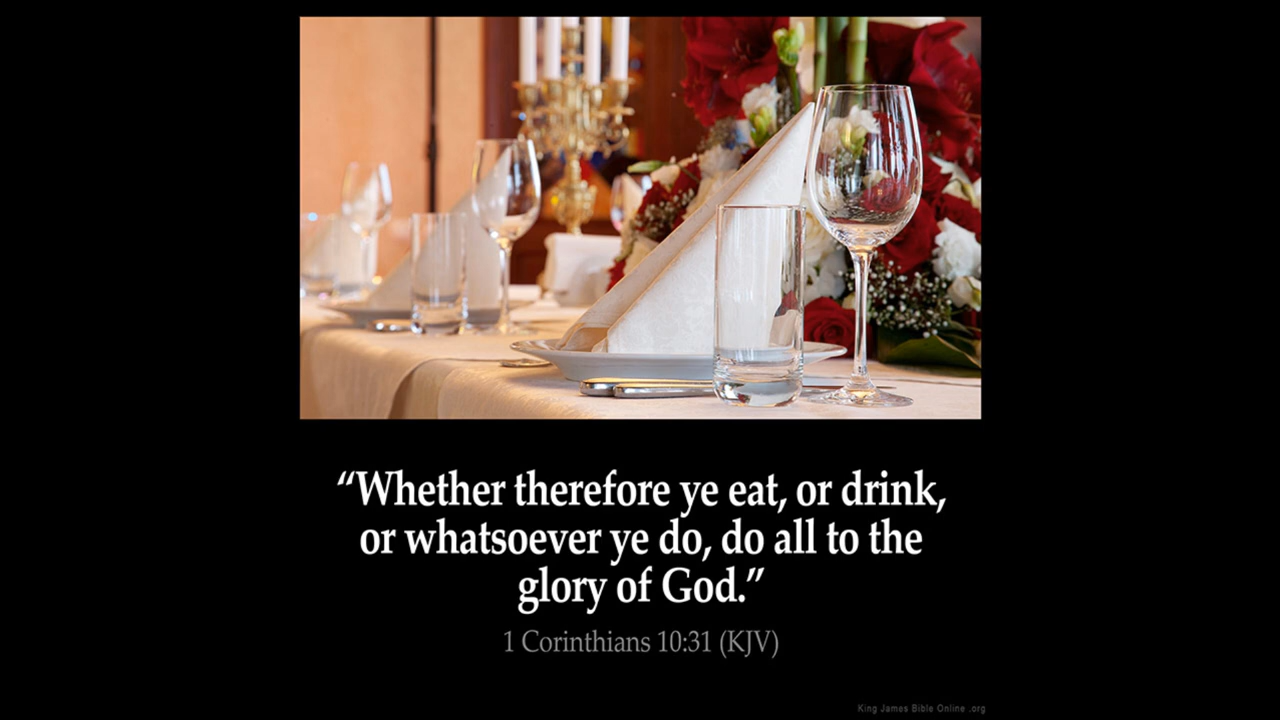 “Whether therefore ye eat, or drink,
or whatsoever ye do, do all to the
glory of God.”
1 Corinthians 10:31 (KJV)
King James Bible Online .org